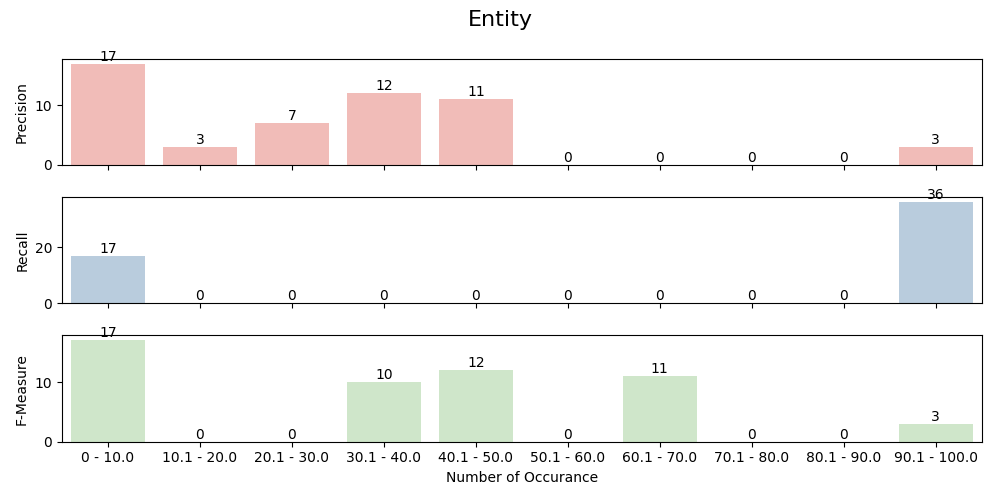 Entity
Precision
10
0
17 3 7 12 11 0 0 0 0 3
Recall
20
0
17 0 0 0 0 0 0 0 0 36
F-Measure
10
0
17 0 0 10 12 0 11 0 0 3
0 - 10.0 10.1 - 20.0 20.1 - 30.0 30.1 - 40.0 40.1 - 50.0 50.1 - 60.0 60.1 - 70.0 70.1 - 80.0 80.1 - 90.0 90.1 - 100.0
Number of Occurance